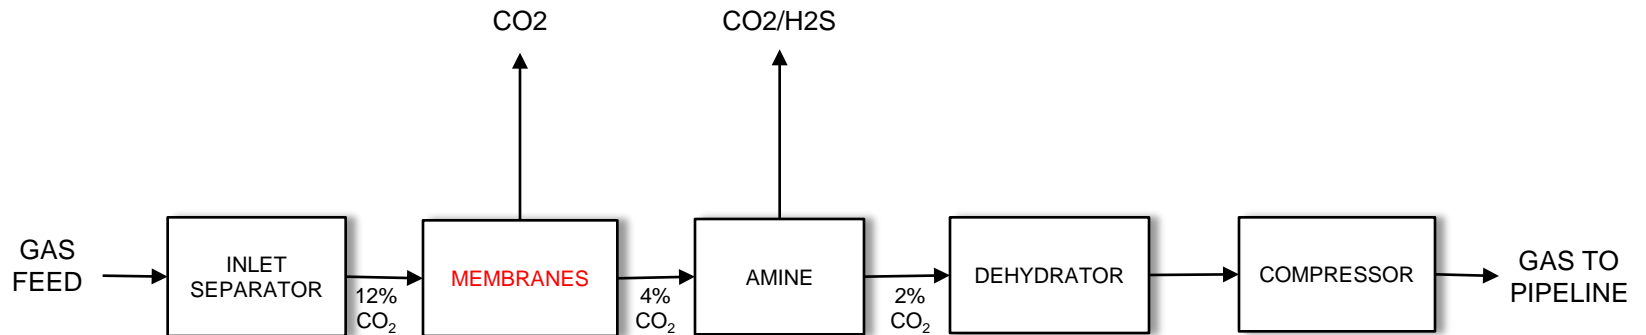 CO2
CO2/H2S
GAS
FEED
INLET
SEPARATOR
12%
CO₂
MEMBRANES
4%
CO₂
AMINE
2%
CO₂
DEHYDRATOR
COMPRESSOR
GAS TO
PIPELINE